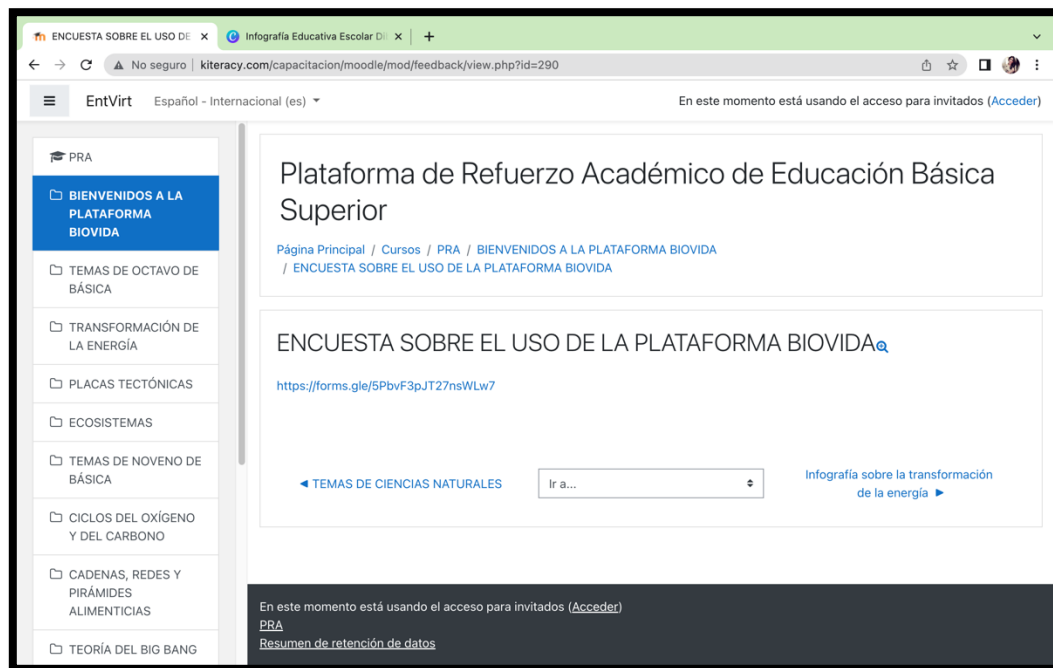 ENCUESTA SOBRE EL USO DE
Infografía Educativa Escolar Di
No seguro | kiteracy.com/capacitacion/moodle/mod/feedback/view.php?id=290
EntVirt Español - Internacional (es)
En este momento está usando el acceso para invitados (Acceder)
PRA
BIENVENIDOS A LA
PLATAFORMA
BIOVIDA
TEMAS DE OCTAVO DE
BÁSICA
TRANSFORMACIÓN DE
LA ENERGÍA
PLACAS TECTÓNICAS
ECOSISTEMAS
TEMAS DE NOVENO DE
BÁSICA
CICLOS DEL OXÍGENO
Y DEL CARBONO
CADENAS, REDES Y
PIRÁMIDES
ALIMENTICIAS
TEORÍA DEL BIG BANG
Plataforma de Refuerzo Académico de Educación Básica
Superior
Página Principal / Cursos / PRA / BIENVENIDOS A LA PLATAFORMA BIOVIDA
/ ENCUESTA SOBRE EL USO DE LA PLATAFORMA BIOVIDA
ENCUESTA SOBRE EL USO DE LA PLATAFORMA BIOVIDA
https://forms.gle/5PbvF3pJT27nsWLw7
◄ TEMAS DE CIENCIAS NATURALES
Ir a...
Infografía sobre la transformación
de la energía ►
En este momento está usando el acceso para invitados (Acceder)
PRA
Resumen de retención de datos